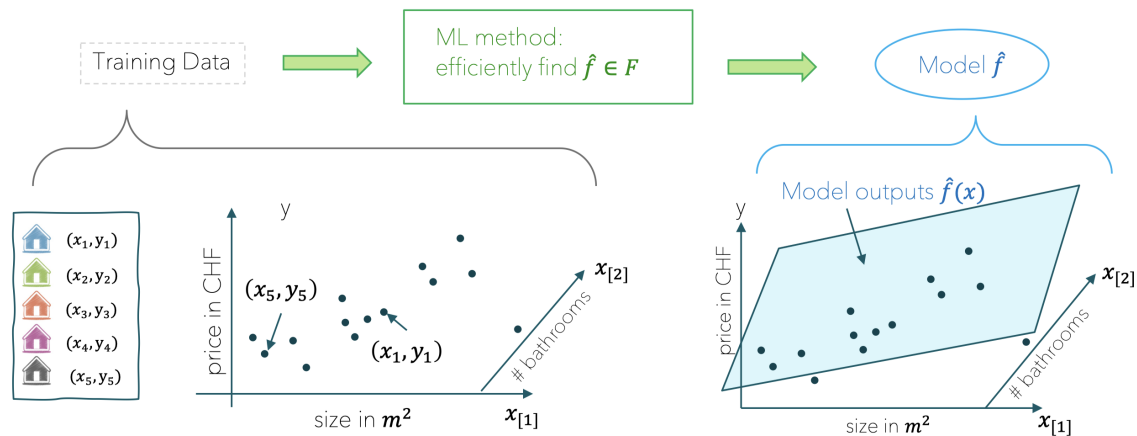 Training Data
ML method:
efficiently find f̂ ∈ F
Model f̂
(x₁, y₁)
(x₂, y₂)
(x₃, y₃)
(x₄, y₄)
(x₅, y₅)
y
price in CHF
(x₅, y₅)
(x₁, y₁)
x[2]
# bathrooms
size in m²
x[1]
Model outputs f̂(x)
y
price in CHF
x[2]
# bathrooms
size in m²
x[1]